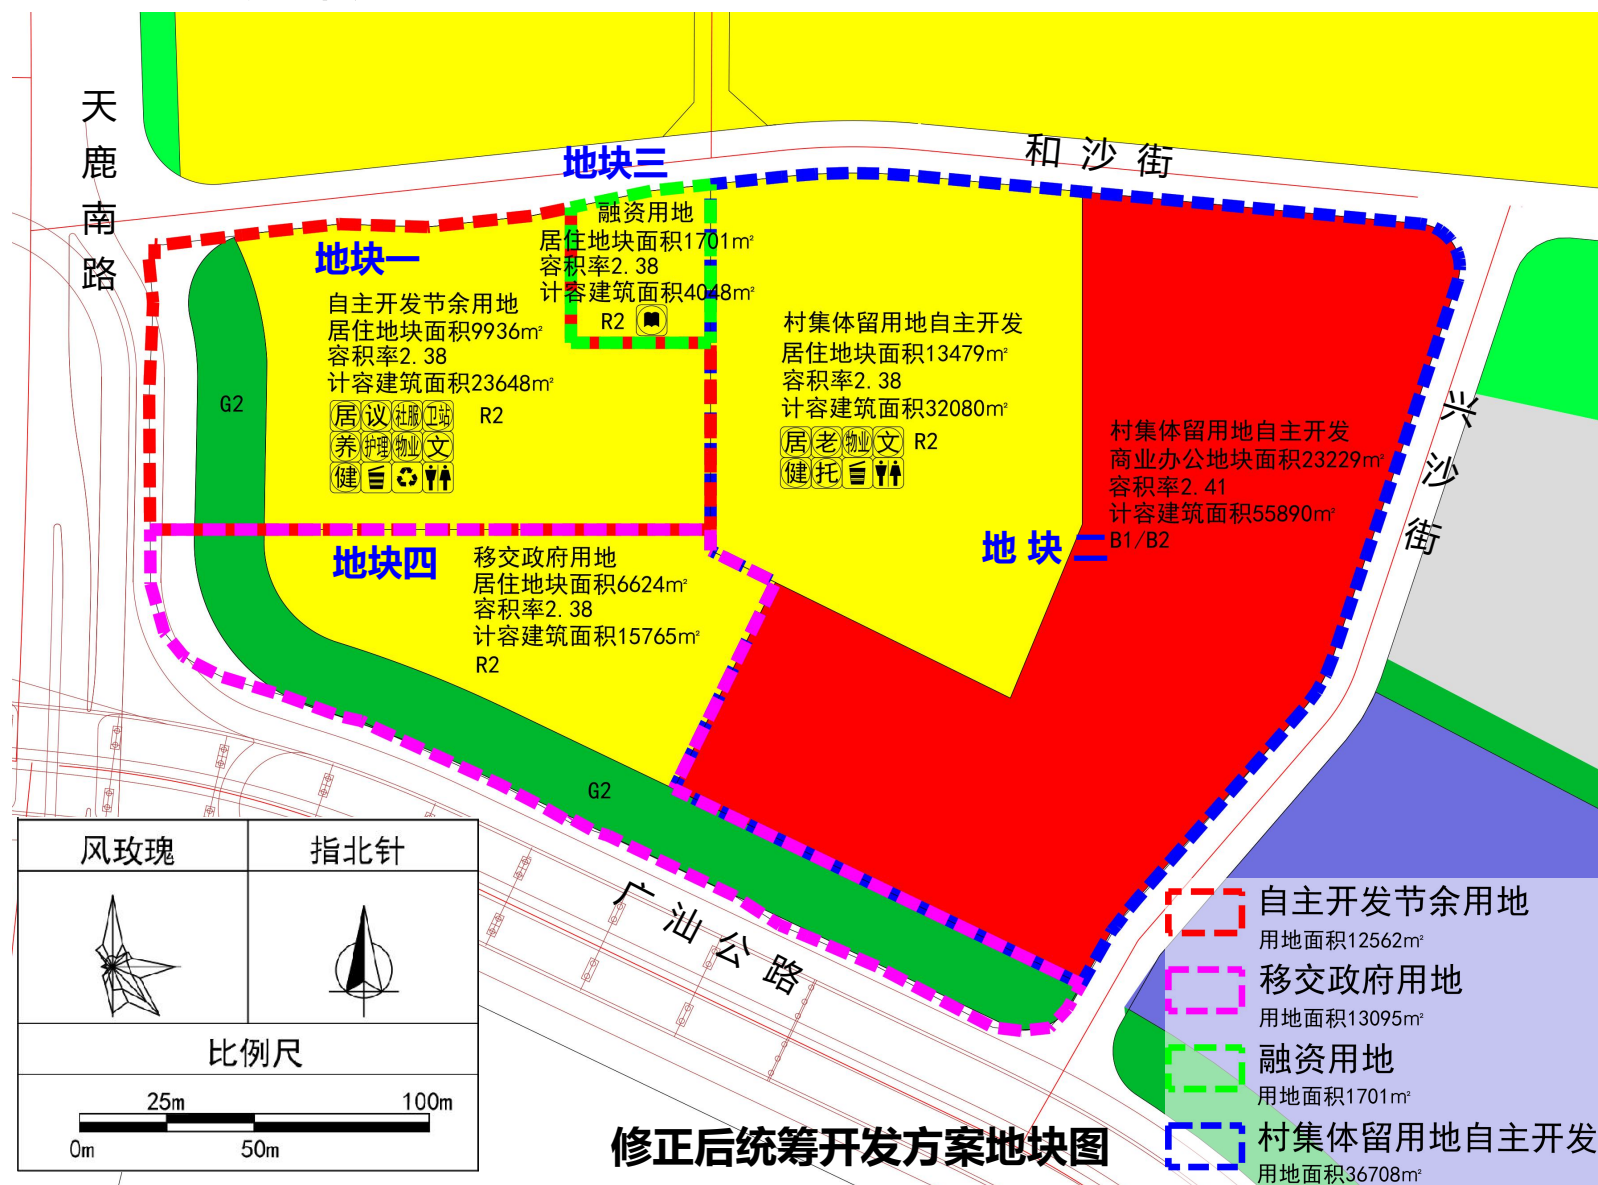 天鹿南路
和沙街
地块三
融资用地
居住地块面积1701㎡
容积率2.38
计容建筑面积4048㎡
R2
地块一
自主开发节余用地
居住地块面积9936㎡
容积率2.38
计容建筑面积23648㎡
居 议 社服 卫站 R2
养 护理 物业 文
健
G2
村集体留用地自主开发
居住地块面积13479㎡
容积率2.38
计容建筑面积32080㎡
居 老 物业 文 R2
健 托
村集体留用地自主开发
商业办公地块面积23229㎡
容积率2.41
计容建筑面积55890㎡
B1/B2
地块二
兴沙街
地块四
移交政府用地
居住地块面积6624㎡
容积率2.38
计容建筑面积15765㎡
R2
G2
广汕公路
风玫瑰
指北针
比例尺
25m 100m
0m 50m
自主开发节余用地
用地面积12562㎡
移交政府用地
用地面积13095㎡
融资用地
用地面积1701㎡
村集体留用地自主开发
用地面积36708㎡
修正后统筹开发方案地块图